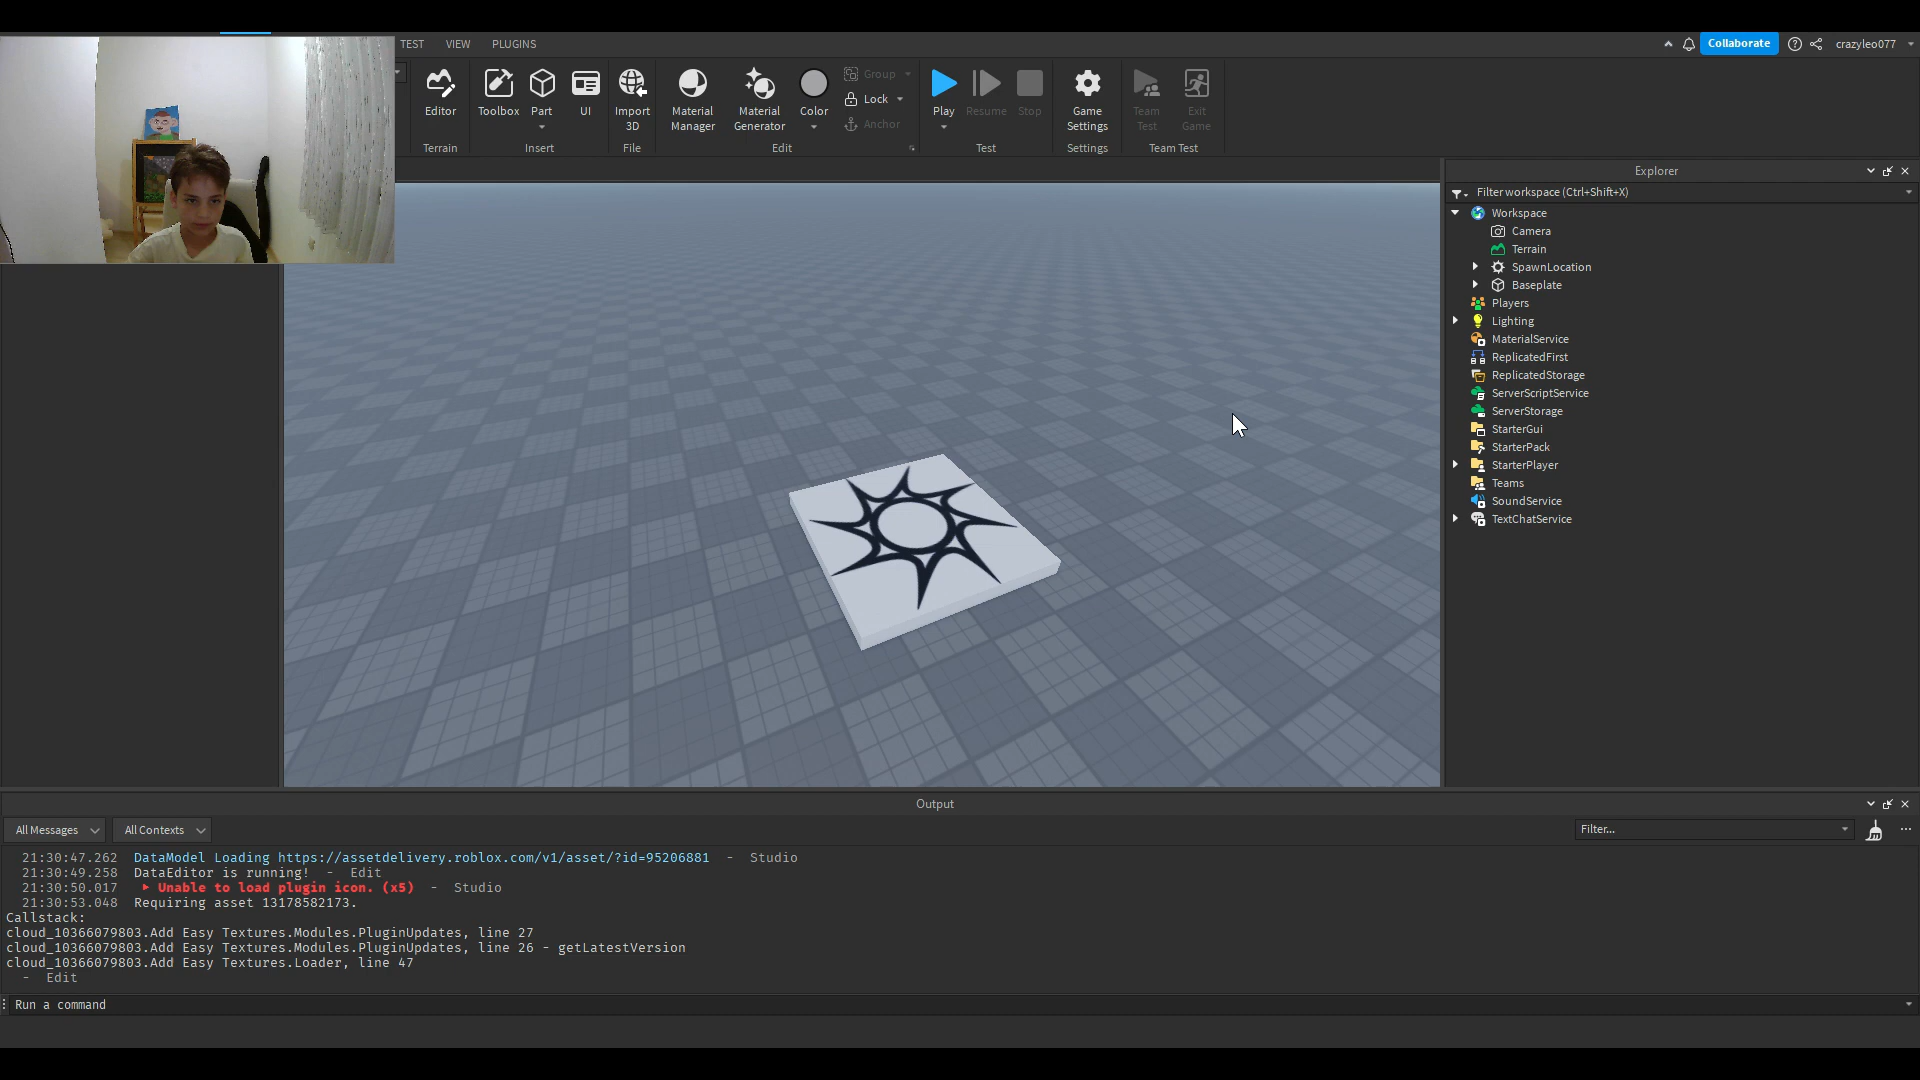 TEST VIEW PLUGINS
Collaborate
crazyleo077
Editor
Toolbox
Part
UI
Import
3D
Material
Manager
Material
Generator
Color
Group
Lock
Anchor
Play
Resume
Stop
Game
Settings
Team
Test
Exit
Game
Terrain
Insert
File
Edit
Test
Settings
Team Test
Explorer
Filter workspace (Ctrl+Shift+X)
Workspace
Camera
Terrain
SpawnLocation
Baseplate
Players
Lighting
MaterialService
ReplicatedFirst
ReplicatedStorage
ServerScriptService
ServerStorage
StarterGui
StarterPack
StarterPlayer
Teams
SoundService
TextChatService
Output
All Messages
All Contexts
Filter...
21:30:47.262 DataModel Loading https://assetdelivery.roblox.com/v1/asset/?id=95206881 - Studio
21:30:49.258 DataEditor is running! - Edit
21:30:50.017 Unable to load plugin icon. (x5) - Studio
21:30:53.048 Requiring asset 13178582173.
Callstack:
cloud_10366079803.Add Easy Textures.Modules.PluginUpdates, line 27
cloud_10366079803.Add Easy Textures.Modules.PluginUpdates, line 26 - getLatestVersion
cloud_10366079803.Add Easy Textures.Loader, line 47
- Edit
Run a command